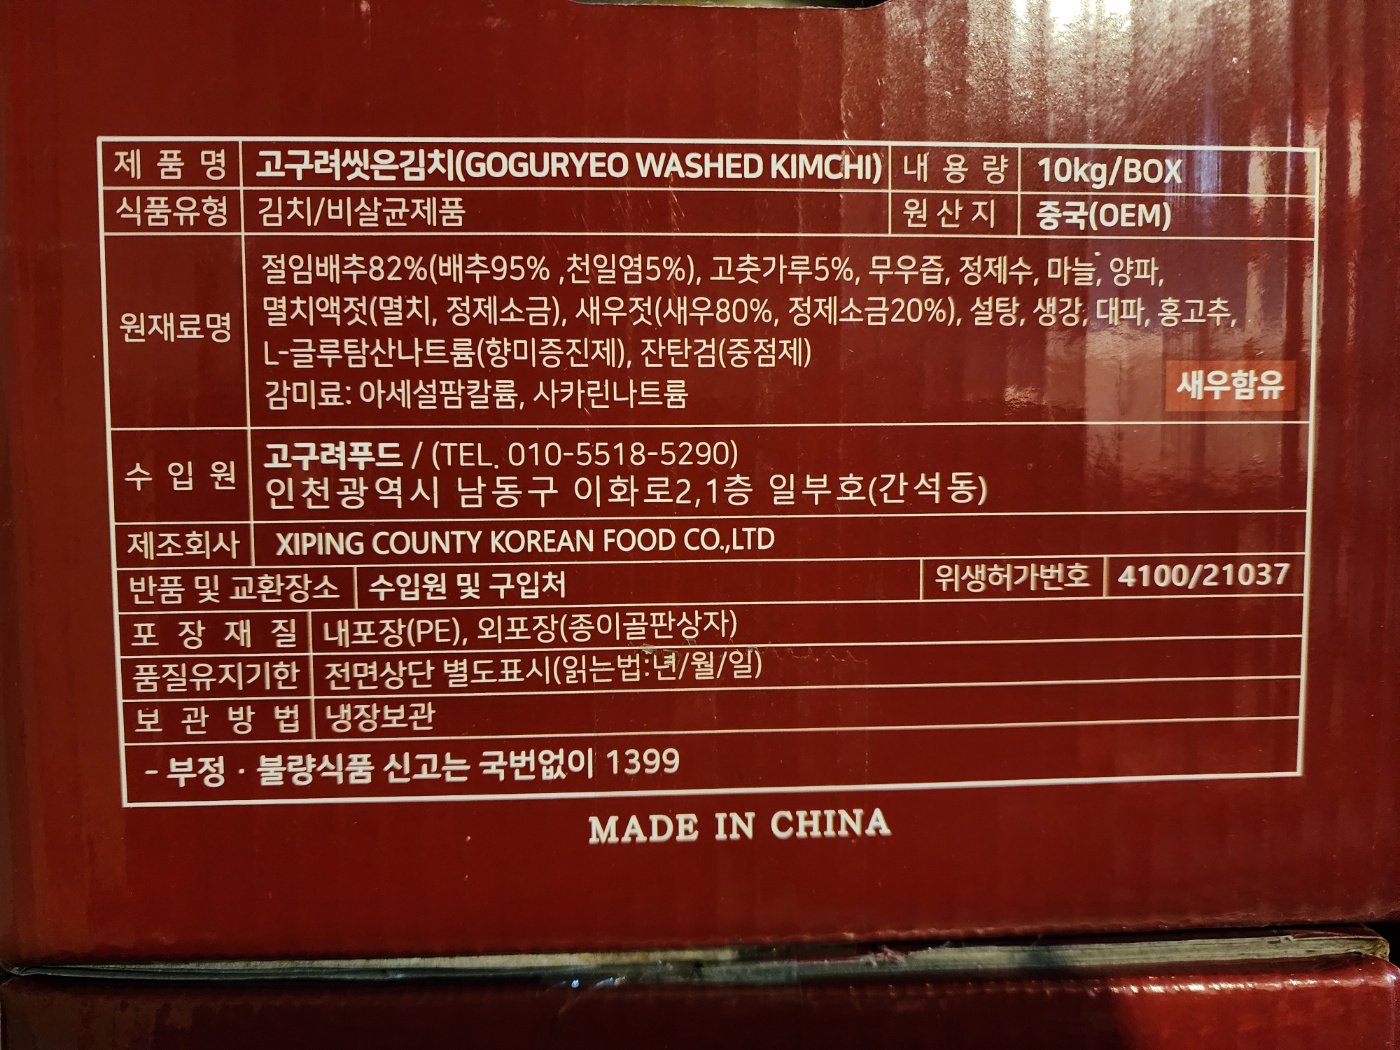 제 품 명 고구려씻은김치(GOGURYEO WASHED KIMCHI) 내 용 량 10kg/BOX
식품유형 김치/비살균제품 원 산 지 중국(OEM)
원재료명 절임배추82%(배추95% ,천일염5%), 고춧가루5%, 무우즙, 정제수, 마늘, 양파,
멸치액젓(멸치, 정제소금), 새우젓(새우80%, 정제소금20%), 설탕, 생강, 대파, 홍고추,
L-글루탐산나트륨(향미증진제), 잔탄검(중점제)
감미료: 아세설팜칼륨, 사카린나트륨
새우함유
수 입 원 고구려푸드 / (TEL. 010-5518-5290)
인천광역시 남동구 이화로2,1층 일부호(간석동)
제조회사 XIPING COUNTY KOREAN FOOD CO.,LTD
반품 및 교환장소 수입원 및 구입처 위생허가번호 4100/21037
포 장 재 질 내포장(PE), 외포장(종이골판상자)
품질유지기한 전면상단 별도표시(읽는법:년/월/일)
보 관 방 법 냉장보관
- 부정 · 불량식품 신고는 국번없이 1399
MADE IN CHINA